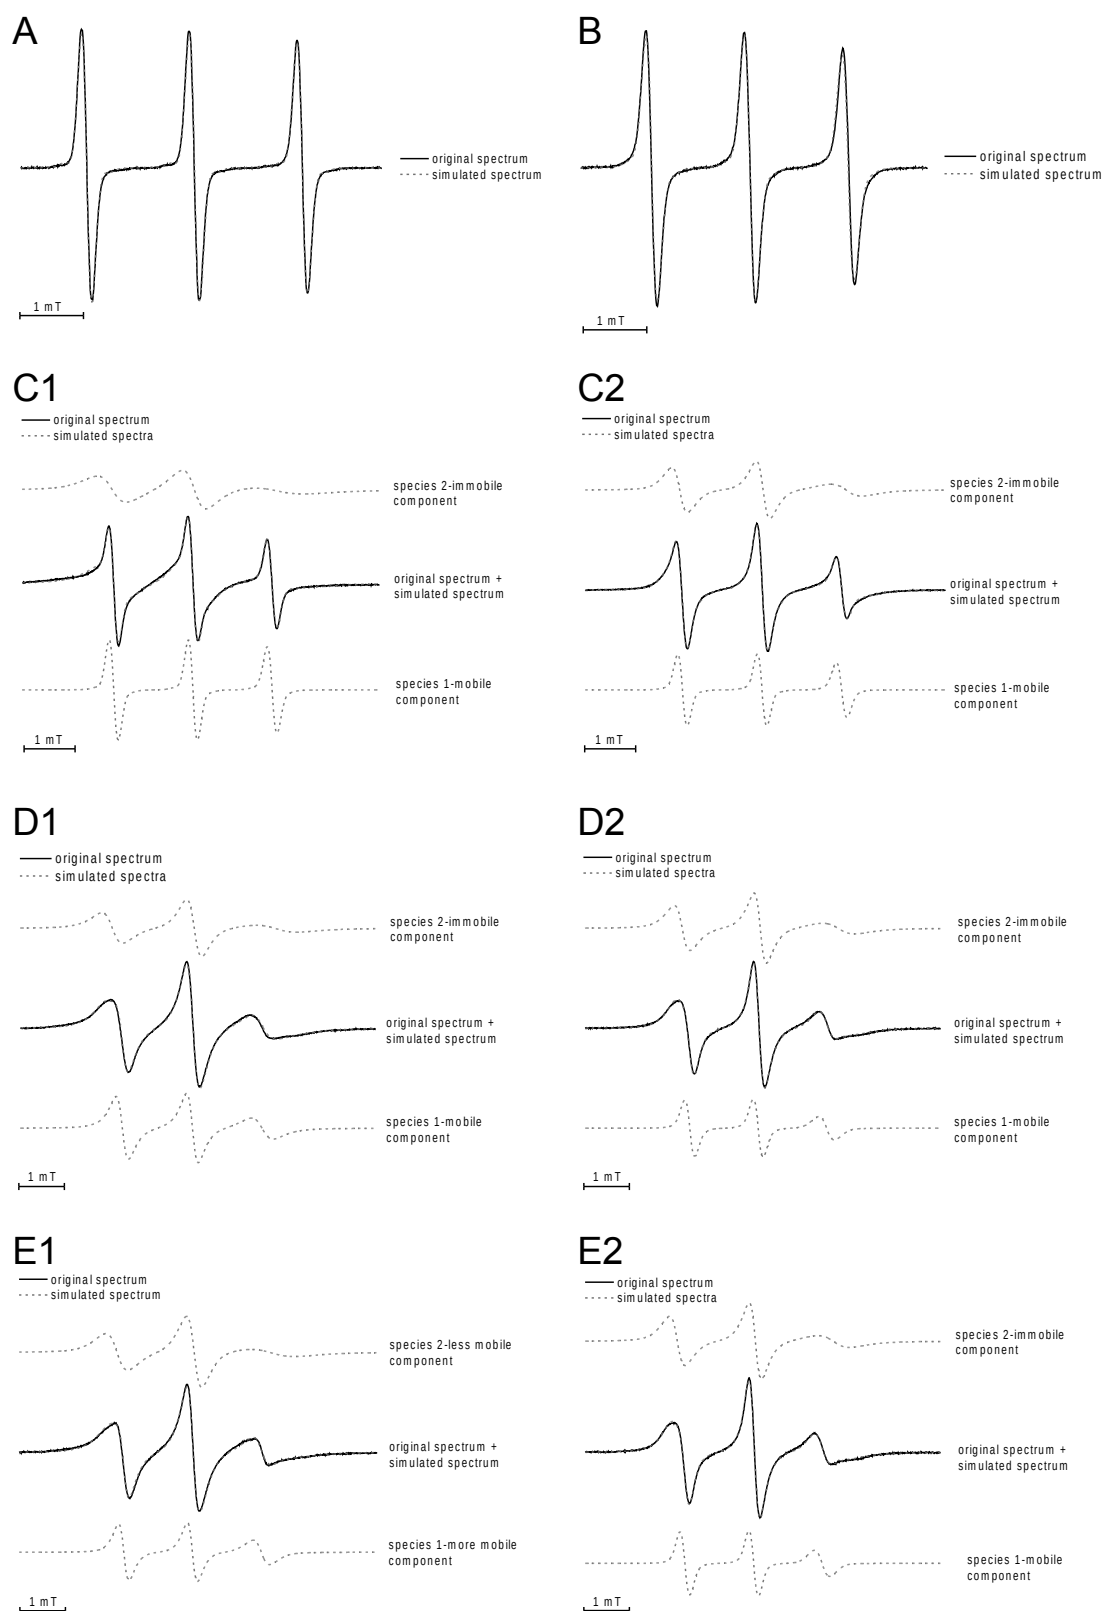 A
original spectrum
simulated spectrum
1 mT
B
original spectrum
simulated spectrum
1 mT
C1
original spectrum
simulated spectra
species 2-immobile
component
original spectrum +
simulated spectrum
species 1-mobile
component
1 mT
C2
original spectrum
simulated spectra
species 2-immobile
component
original spectrum +
simulated spectrum
species 1-mobile
component
1 mT
D1
original spectrum
simulated spectra
species 2-immobile
component
original spectrum +
simulated spectrum
species 1-mobile
component
1 mT
D2
original spectrum
simulated spectra
species 2-immobile
component
original spectrum +
simulated spectrum
species 1-mobile
component
1 mT
E1
original spectrum
simulated spectrum
species 2-less mobile
component
original spectrum +
simulated spectrum
species 1-more mobile
component
1 mT
E2
original spectrum
simulated spectra
species 2-immobile
component
original spectrum +
simulated spectrum
species 1-mobile
component
1 mT